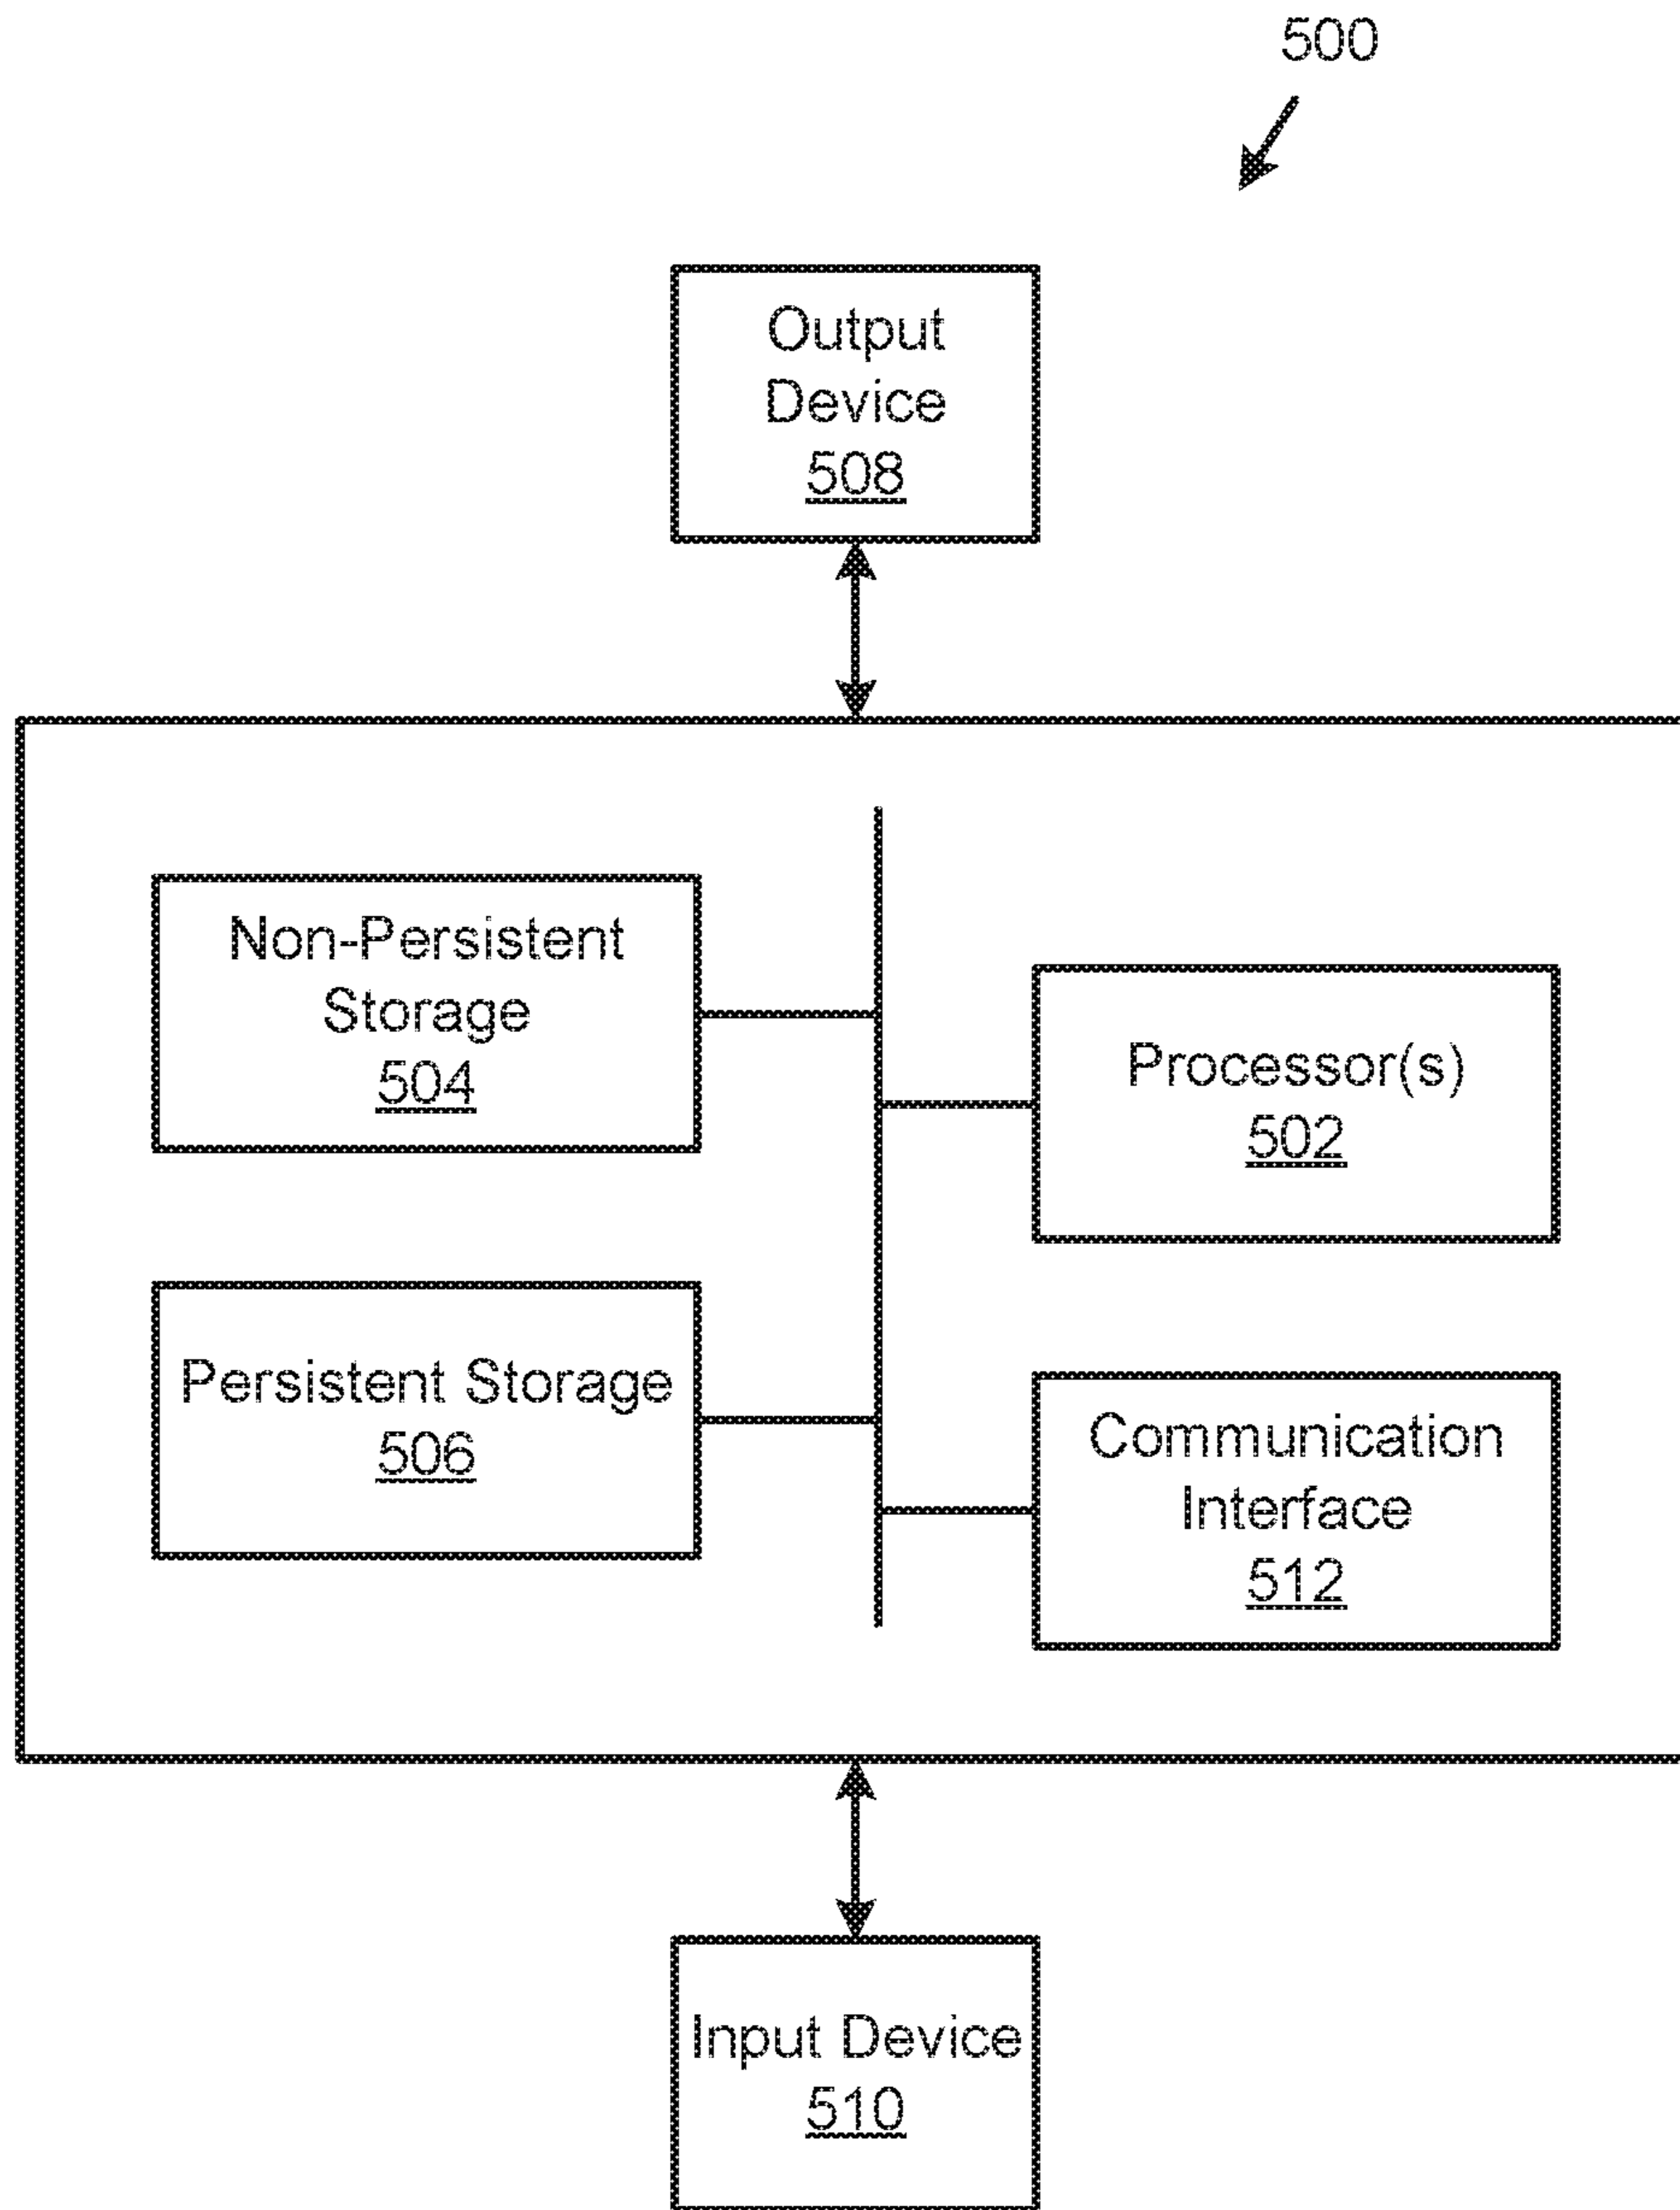 500
Output
Device
508
Non-Persistent
Storage
504
Processor(s)
502
Persistent Storage
506
Communication
Interface
512
Input Device
510